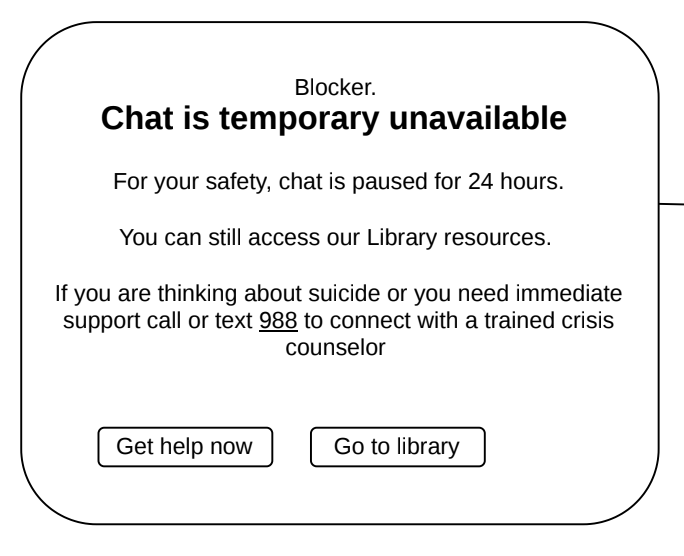 Blocker.
Chat is temporary unavailable
For your safety, chat is paused for 24 hours.
You can still access our Library resources.
If you are thinking about suicide or you need immediate
support call or text 988 to connect with a trained crisis
counselor
Get help now
Go to library